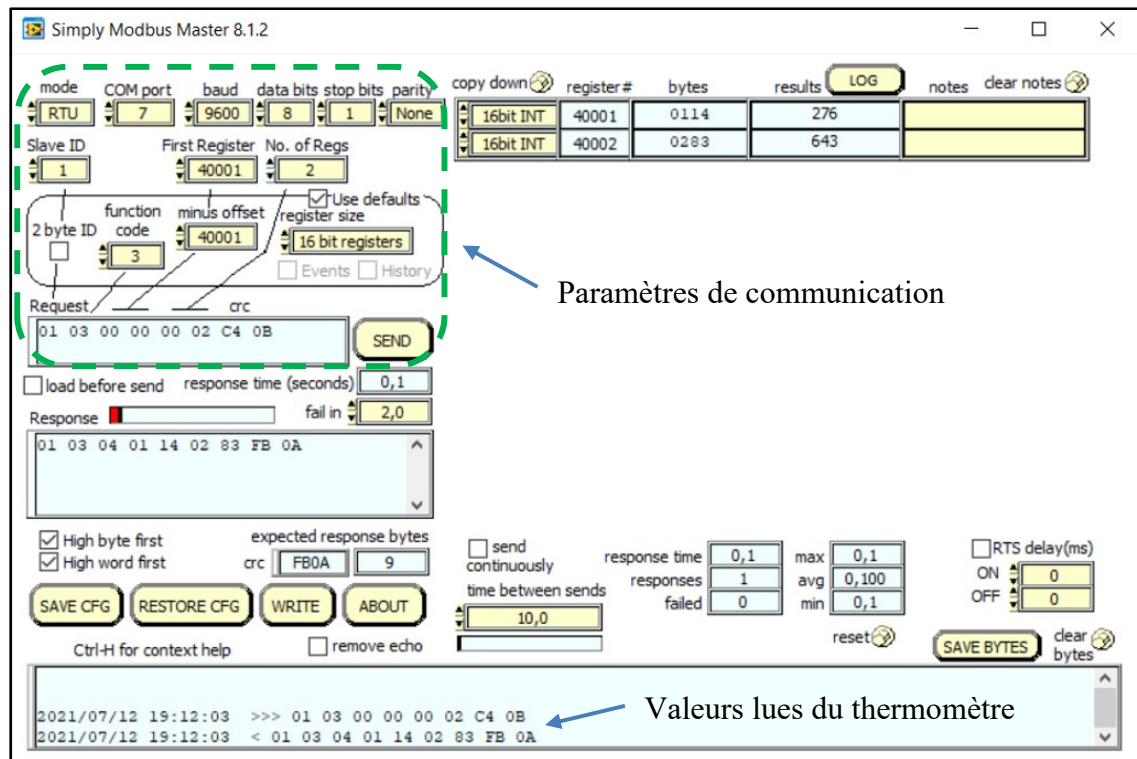 Simply Modbus Master 8.1.2
mode COM port baud data bits stop bits parity
RTU 7 9600 8 1 None
copy down register # bytes results LOG notes clear notes
16bit INT 40001 0114 276
16bit INT 40002 0283 643
Slave ID First Register No. of Regs
1 40001 2
Use defaults
2 byte ID function code minus offset register size
3 40001 16 bit registers
Events History
Paramètres de communication
Request crc
01 03 00 00 00 02 C4 0B
SEND
load before send response time (seconds) 0,1
Response fail in 2,0
01 03 04 01 14 02 83 FB 0A
High byte first expected response bytes
High word first crc FB0A 9
SAVE CFG RESTORE CFG WRITE ABOUT
Ctrl-H for context help remove echo
send continuously
time between sends
10,0
response time 0,1 max 0,1
responses 1 avg 0,100
failed 0 min 0,1
reset
RTS delay(ms)
ON 0
OFF 0
SAVE BYTES clear bytes
2021/07/12 19:12:03 >>> 01 03 00 00 00 02 C4 0B
2021/07/12 19:12:03 < 01 03 04 01 14 02 83 FB 0A
Valeurs lues du thermomètre